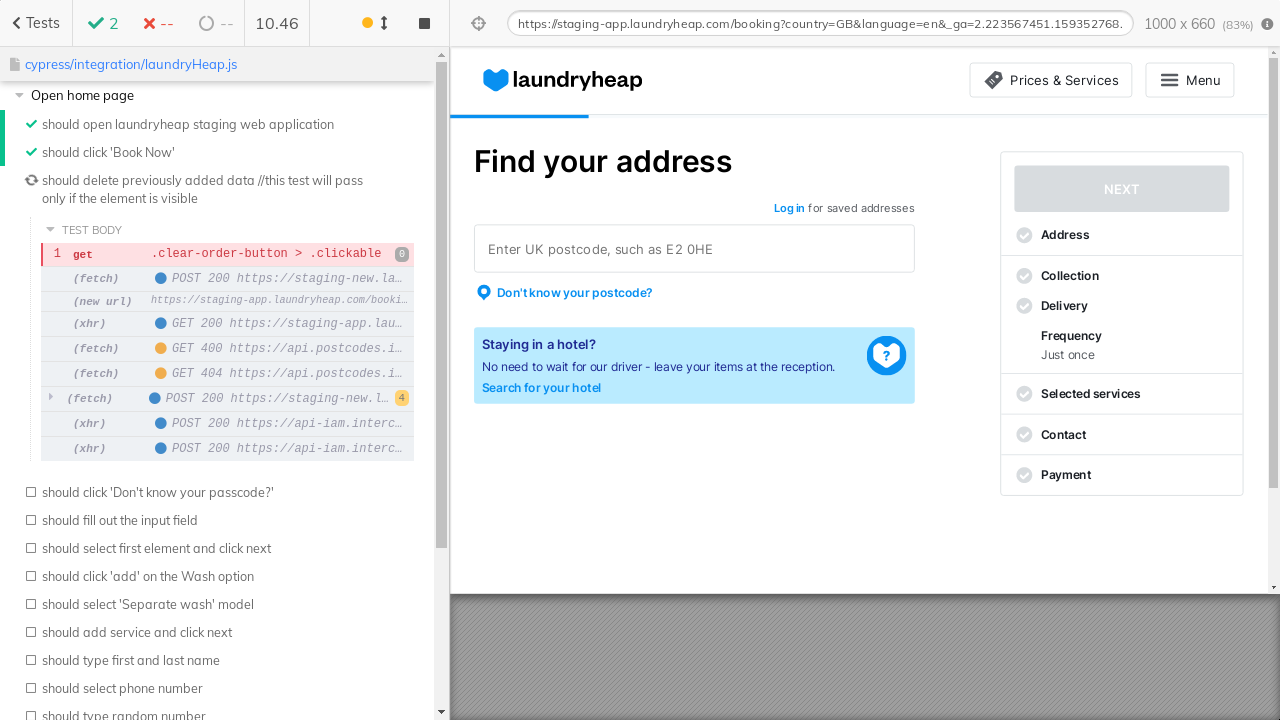 Tests
2
--
--
10.46
https://staging-app.laundryheap.com/booking?country=GB&language=en&_ga=2.223567451.159352768.
1000 x 660 (83%)
cypress/integration/laundryHeap.js
Open home page
should open laundryheap staging web application
should click 'Book Now'
should delete previously added data //this test will pass
only if the element is visible
TEST BODY
1 get .clear-order-button > .clickable 0
(fetch) POST 200 https://staging-new.la…
(new url) https://staging-app.laundryheap.com/booki…
(xhr) GET 200 https://staging-app.lau…
(fetch) GET 400 https://api.postcodes.i…
(fetch) GET 404 https://api.postcodes.i…
(fetch) POST 200 https://staging-new.l… 4
(xhr) POST 200 https://api-iam.interc…
(xhr) POST 200 https://api-iam.interc…
should click 'Don't know your passcode?'
should fill out the input field
should select first element and click next
should click 'add' on the Wash option
should select 'Separate wash' model
should add service and click next
should type first and last name
should select phone number
should type random number
laundryheap
Prices & Services
Menu
Find your address
Log in for saved addresses
Enter UK postcode, such as E2 0HE
Don't know your postcode?
Staying in a hotel?
No need to wait for our driver - leave your items at the reception.
Search for your hotel
?
NEXT
Address
Collection
Delivery
Frequency
Just once
Selected services
Contact
Payment